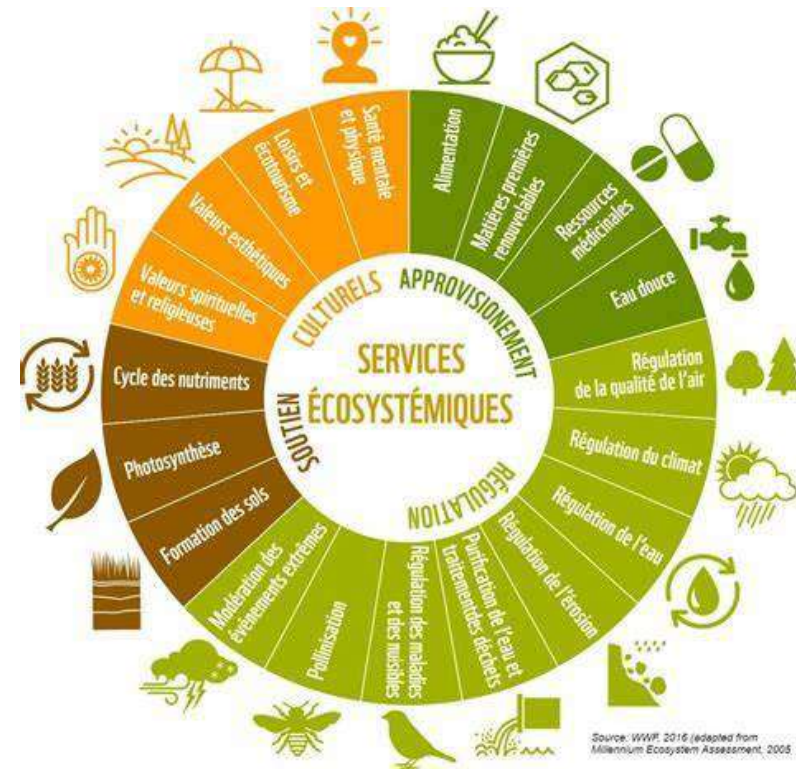 Santé mentale
et physique
Loisirs et
écotourisme
Valeurs esthétiques
Valeurs spirituelles
et religieuses
Alimentation
Matières premières
renouvelables
Ressources
médicinales
Eau douce
CULTURELS
APPROVISIONEMENT
SERVICES
ÉCOSYSTÉMIQUES
SOUTIEN
RÉGULATION
Cycle des nutriments
Photosynthèse
Formation des sols
Régulation
de la qualité de l'air
Régulation du climat
Régulation de l'eau
Régulation de l'érosion
Purification de l'eau et
traitementdes déchets
Régulation des maladies
et des nuisibles
Pollinisation
Modération des
évènements extrêmes
Source: WWF, 2016 (adapted from
Millennium Ecosystem Assessment, 2005